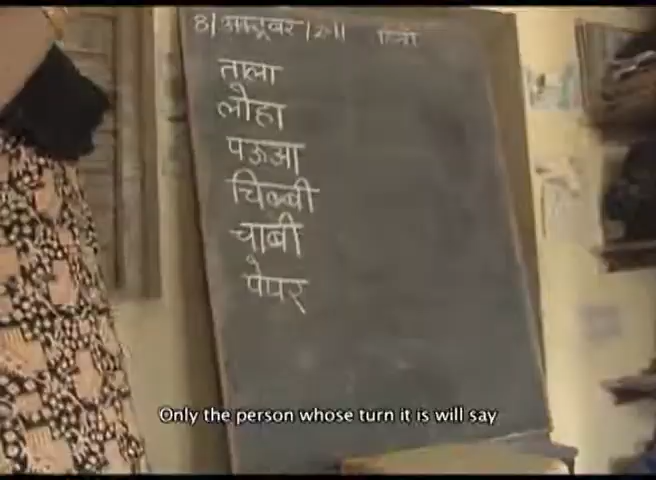 8/अक्टूबर/2011 हिन्दी
ताला
लोहा
पऊआ
चिब्बी
चाबी
पेपर
Only the person whose turn it is will say